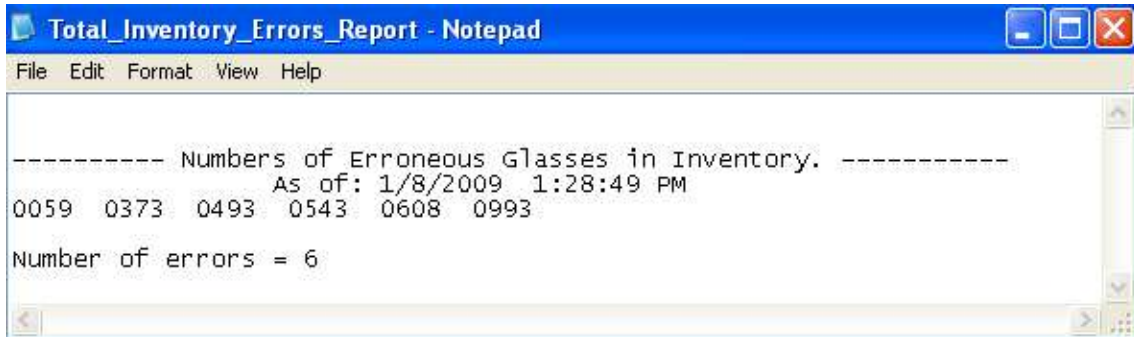 Total_Inventory_Errors_Report - Notepad
File Edit Format View Help
---------- Numbers of Erroneous Glasses in Inventory. -----------
As of: 1/8/2009 1:28:49 PM
0059 0373 0493 0543 0608 0993
Number of errors = 6